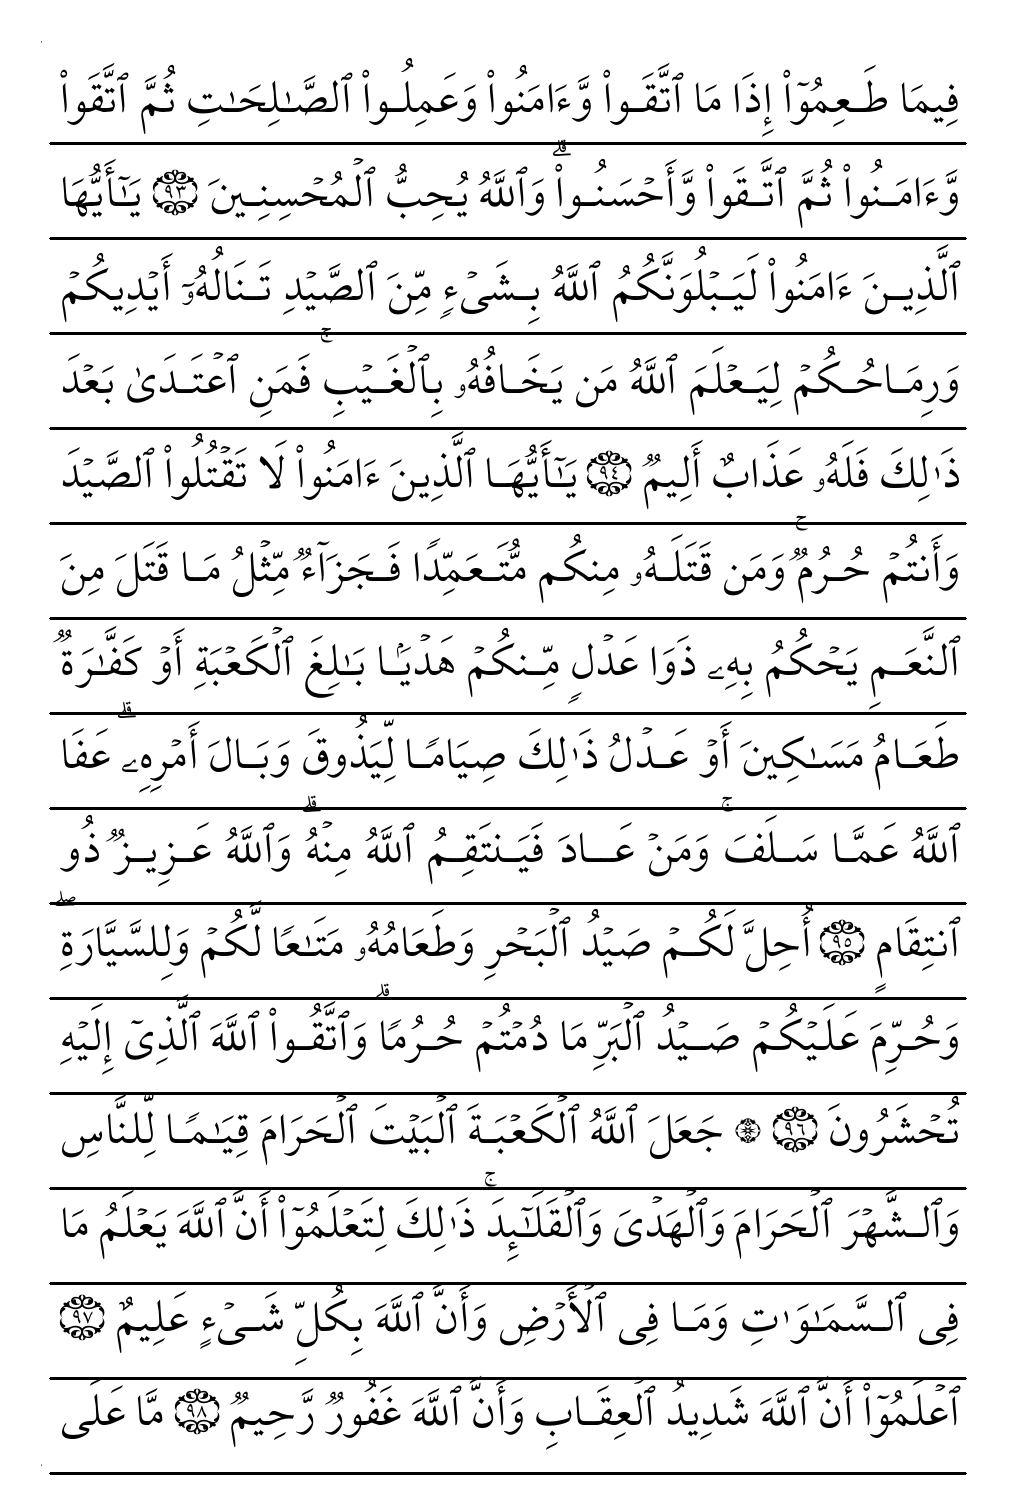 فِيمَا طَعِمُوٓا۟ إِذَا مَا ٱتَّقَوا۟ وَّءَامَنُوا۟ وَعَمِلُوا۟ ٱلصَّـٰلِحَـٰتِ ثُمَّ ٱتَّقَوا۟
وَّءَامَنُوا۟ ثُمَّ ٱتَّقَوا۟ وَّأَحْسَنُوا۟ ۗ وَٱللَّهُ يُحِبُّ ٱلْمُحْسِنِينَ ٩٣ يَـٰٓأَيُّهَا
ٱلَّذِينَ ءَامَنُوا۟ لَيَبْلُوَنَّكُمُ ٱللَّهُ بِشَىْءٍ مِّنَ ٱلصَّيْدِ تَنَالُهُۥٓ أَيْدِيكُمْ
وَرِمَاحُكُمْ لِيَعْلَمَ ٱللَّهُ مَن يَخَافُهُۥ بِٱلْغَيْبِ ۚ فَمَنِ ٱعْتَدَىٰ بَعْدَ
ذَٰلِكَ فَلَهُۥ عَذَابٌ أَلِيمٌ ٩٤ يَـٰٓأَيُّهَا ٱلَّذِينَ ءَامَنُوا۟ لَا تَقْتُلُوا۟ ٱلصَّيْدَ
وَأَنتُمْ حُرُمٌ ۚ وَمَن قَتَلَهُۥ مِنكُم مُّتَعَمِّدًا فَجَزَآءٌ مِّثْلُ مَا قَتَلَ مِنَ
ٱلنَّعَمِ يَحْكُمُ بِهِۦ ذَوَا عَدْلٍ مِّنكُمْ هَدْيًۢا بَـٰلِغَ ٱلْكَعْبَةِ أَوْ كَفَّـٰرَةٌ
طَعَامُ مَسَـٰكِينَ أَوْ عَدْلُ ذَٰلِكَ صِيَامًا لِّيَذُوقَ وَبَالَ أَمْرِهِۦ ۗ عَفَا
ٱللَّهُ عَمَّا سَلَفَ ۚ وَمَنْ عَادَ فَيَنتَقِمُ ٱللَّهُ مِنْهُ ۗ وَٱللَّهُ عَزِيزٌ ذُو
ٱنتِقَامٍ ٩٥ أُحِلَّ لَكُمْ صَيْدُ ٱلْبَحْرِ وَطَعَامُهُۥ مَتَـٰعًا لَّكُمْ وَلِلسَّيَّارَةِ ۖ
وَحُرِّمَ عَلَيْكُمْ صَيْدُ ٱلْبَرِّ مَا دُمْتُمْ حُرُمًا ۗ وَٱتَّقُوا۟ ٱللَّهَ ٱلَّذِىٓ إِلَيْهِ
تُحْشَرُونَ ٩٦ ۞ جَعَلَ ٱللَّهُ ٱلْكَعْبَةَ ٱلْبَيْتَ ٱلْحَرَامَ قِيَـٰمًا لِّلنَّاسِ
وَٱلشَّهْرَ ٱلْحَرَامَ وَٱلْهَدْىَ وَٱلْقَلَـٰٓئِدَ ۚ ذَٰلِكَ لِتَعْلَمُوٓا۟ أَنَّ ٱللَّهَ يَعْلَمُ مَا
فِى ٱلسَّمَـٰوَٰتِ وَمَا فِى ٱلْأَرْضِ وَأَنَّ ٱللَّهَ بِكُلِّ شَىْءٍ عَلِيمٌ ٩٧
ٱعْلَمُوٓا۟ أَنَّ ٱللَّهَ شَدِيدُ ٱلْعِقَابِ وَأَنَّ ٱللَّهَ غَفُورٌ رَّحِيمٌ ٩٨ مَّا عَلَى